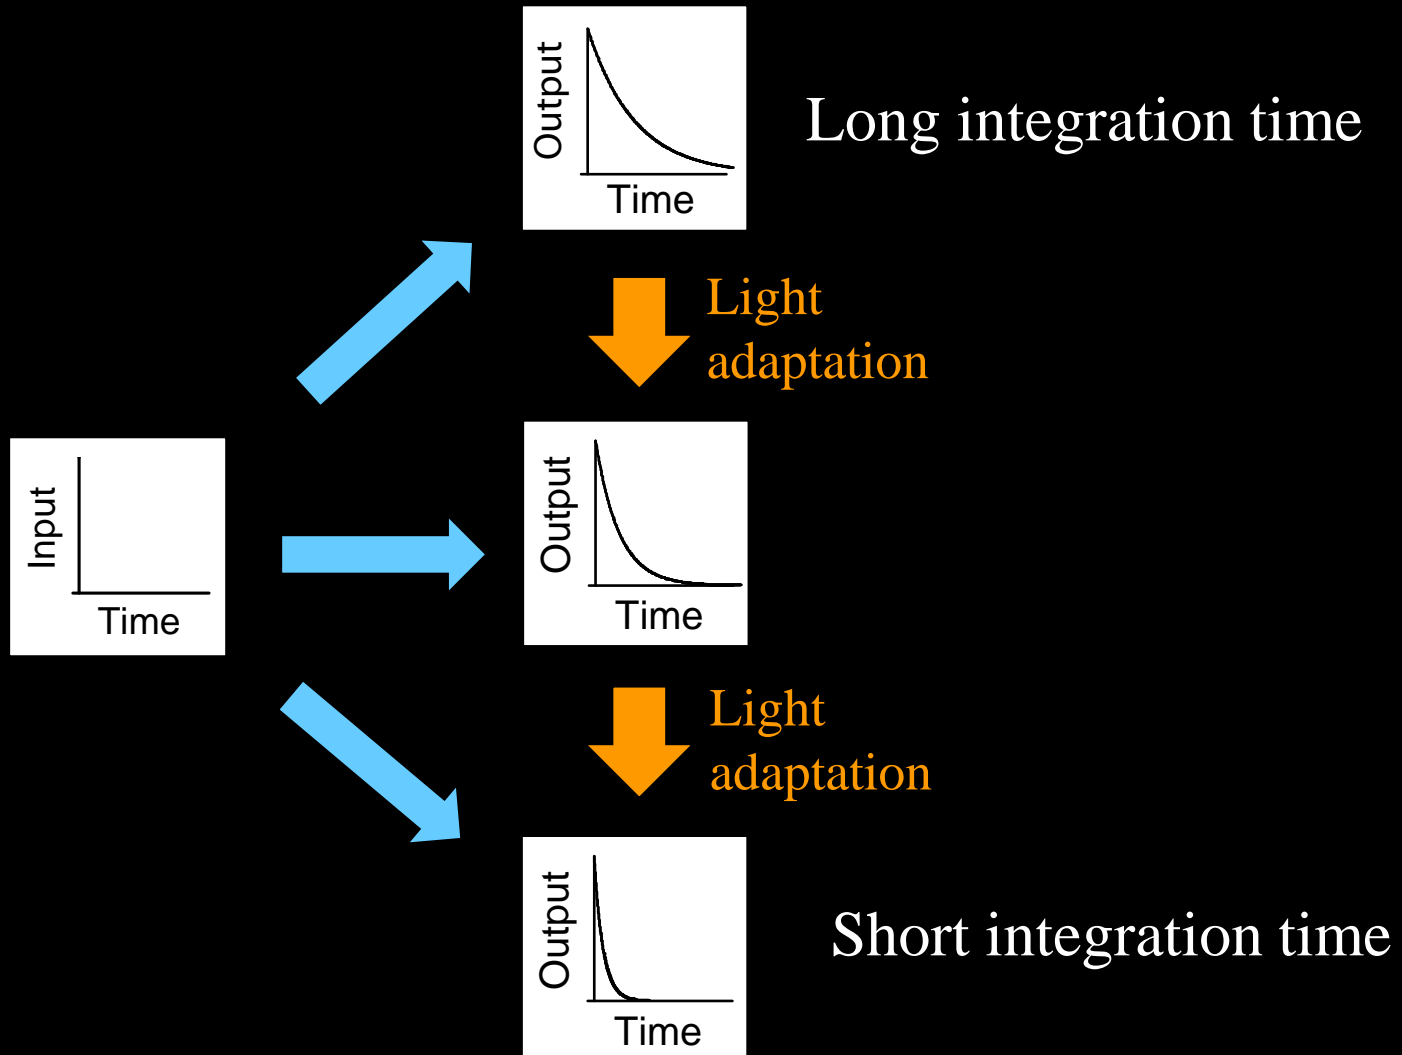 Output
Time
Long integration time
Light
adaptation
Input
Time
Output
Time
Light
adaptation
Output
Time
Short integration time